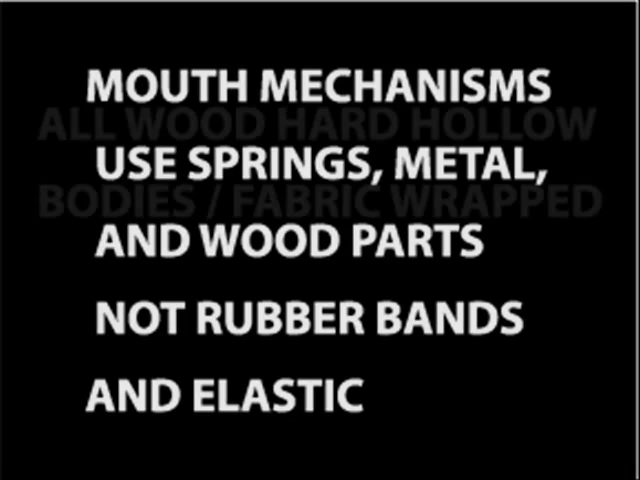 MOUTH MECHANISMS
ALL WOOD HARD HOLLOW
USE SPRINGS, METAL,
BODIES / FABRIC WRAPPED
AND WOOD PARTS
NOT RUBBER BANDS
AND ELASTIC